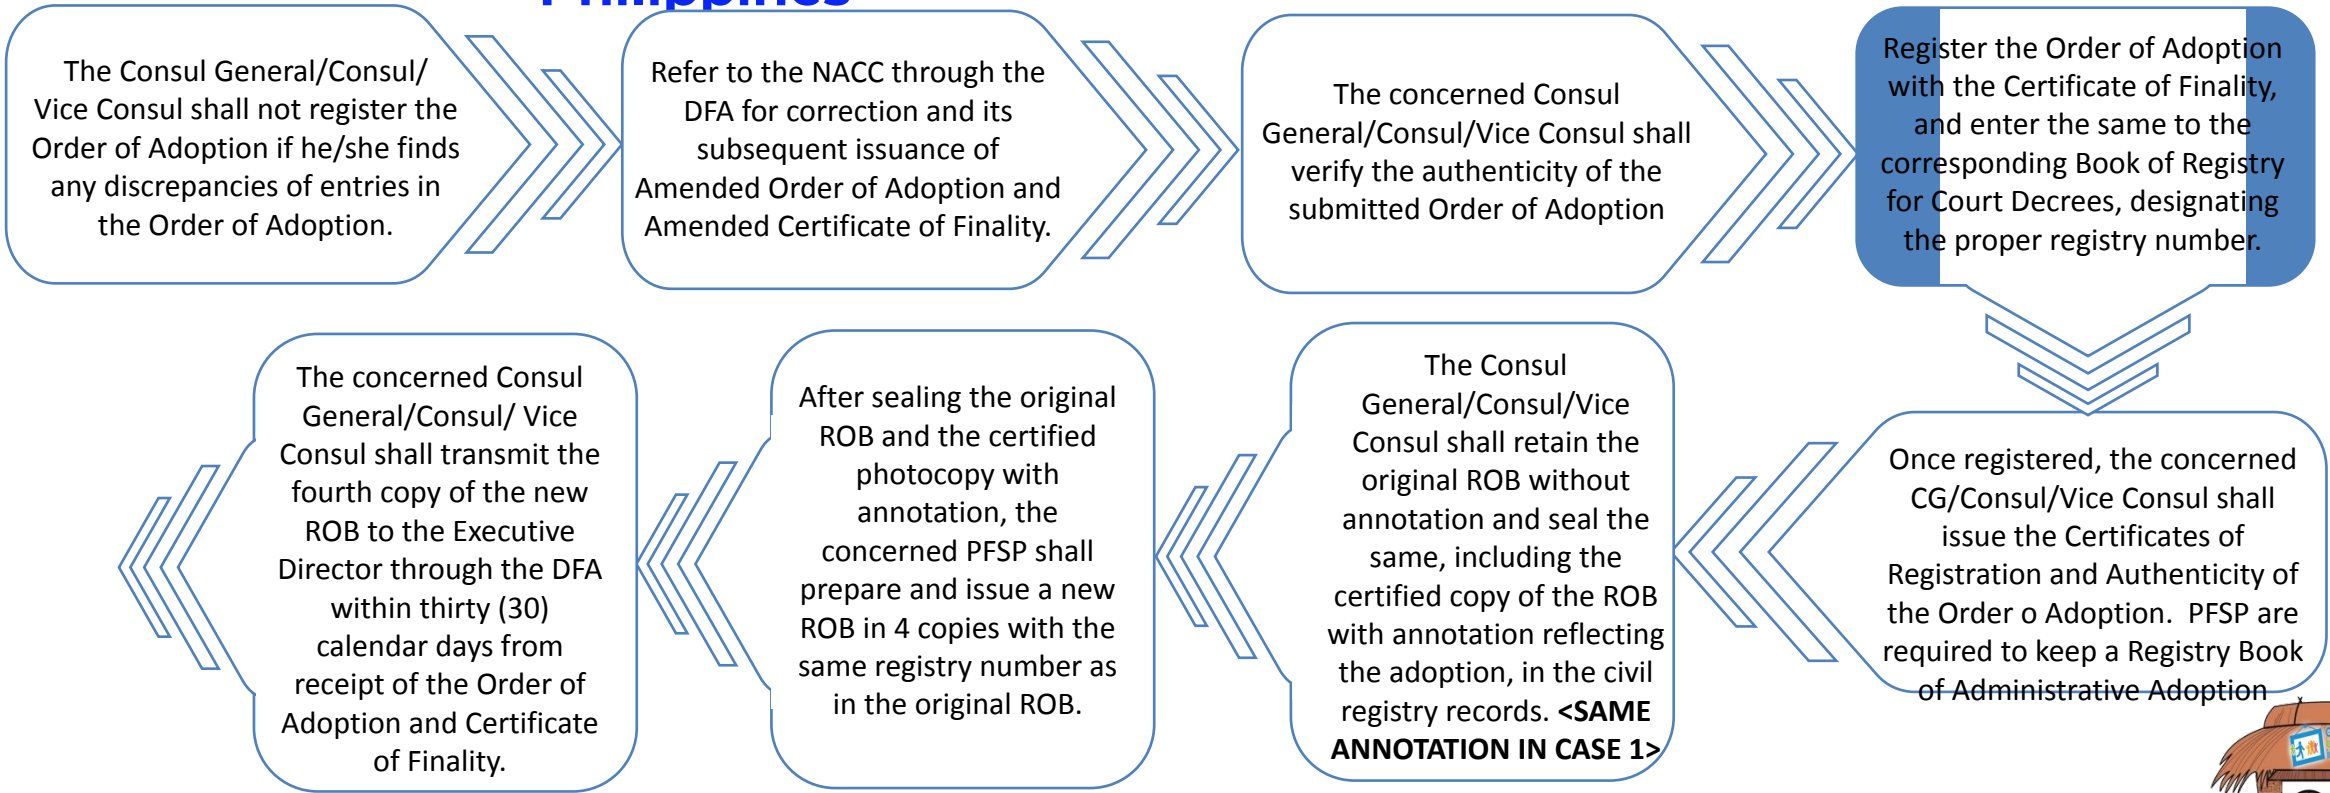 Philippines
The Consul General/Consul/
Vice Consul shall not register the
Order of Adoption if he/she finds
any discrepancies of entries in
the Order of Adoption.
Refer to the NACC through the
DFA for correction and its
subsequent issuance of
Amended Order of Adoption and
Amended Certificate of Finality.
The concerned Consul
General/Consul/Vice Consul shall
verify the authenticity of the
submitted Order of Adoption
Register the Order of Adoption
with the Certificate of Finality,
and enter the same to the
corresponding Book of Registry
for Court Decrees, designating
the proper registry number.
Once registered, the concerned
CG/Consul/Vice Consul shall
issue the Certificates of
Registration and Authenticity of
the Order o Adoption. PFSP are
required to keep a Registry Book
of Administrative Adoption
The Consul
General/Consul/Vice
Consul shall retain the
original ROB without
annotation and seal the
same, including the
certified copy of the ROB
with annotation reflecting
the adoption, in the civil
registry records. <SAME
ANNOTATION IN CASE 1>
After sealing the original
ROB and the certified
photocopy with
annotation, the
concerned PFSP shall
prepare and issue a new
ROB in 4 copies with the
same registry number as
in the original ROB.
The concerned Consul
General/Consul/ Vice
Consul shall transmit the
fourth copy of the new
ROB to the Executive
Director through the DFA
within thirty (30)
calendar days from
receipt of the Order of
Adoption and Certificate
of Finality.